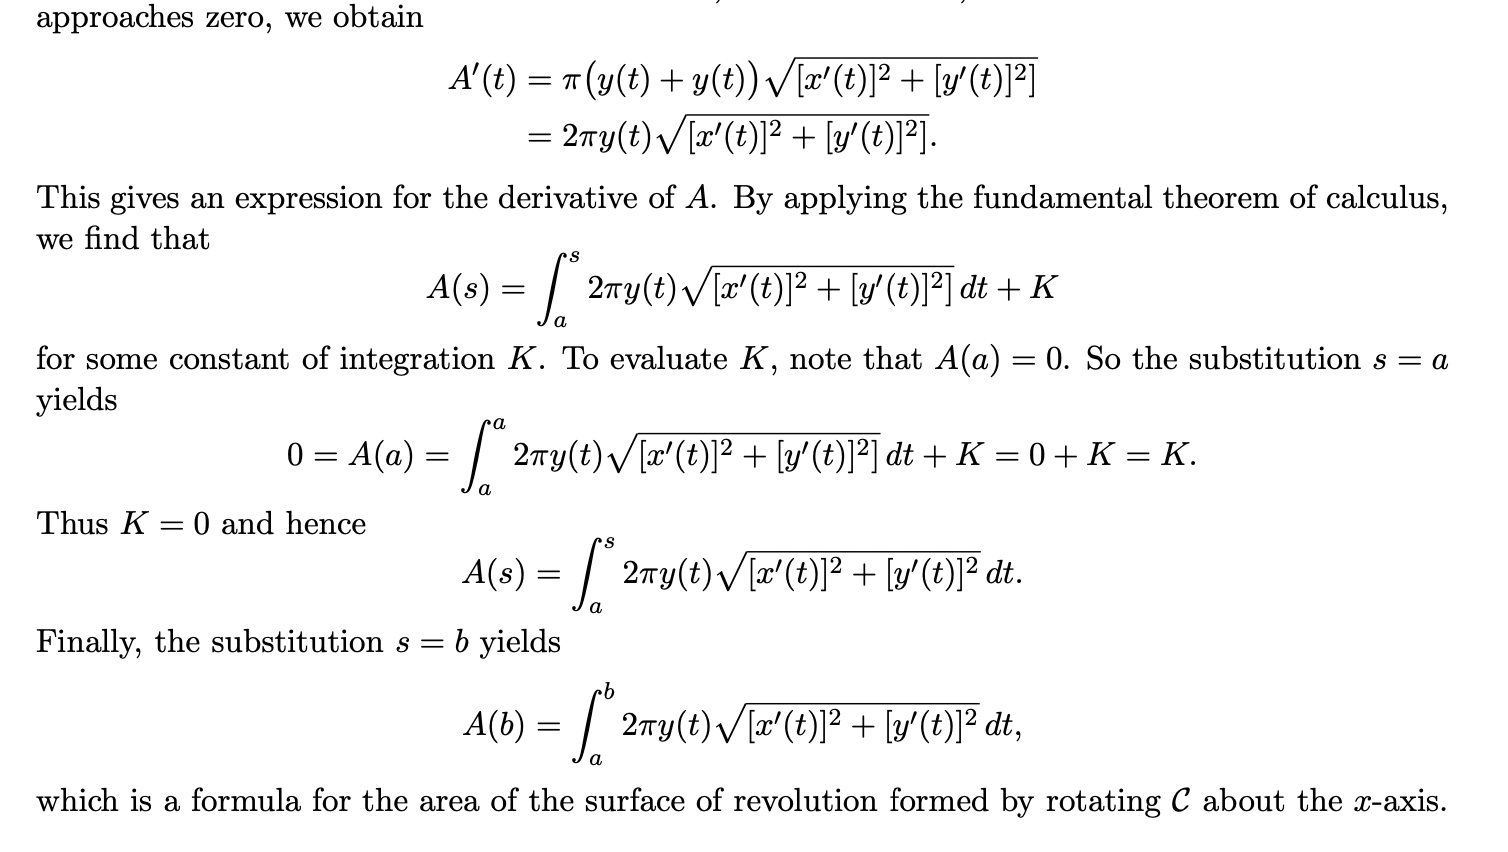 approaches zero, we obtain
A′(t) = π(y(t) + y(t))√[x′(t)]² + [y′(t)]²]
= 2πy(t)√[x′(t)]² + [y′(t)]²].
This gives an expression for the derivative of A. By applying the fundamental theorem of calculus,
we find that
A(s) = ∫ₐˢ 2πy(t)√[x′(t)]² + [y′(t)]²] dt + K
for some constant of integration K. To evaluate K, note that A(a) = 0. So the substitution s = a
yields
0 = A(a) = ∫ₐᵃ 2πy(t)√[x′(t)]² + [y′(t)]²] dt + K = 0 + K = K.
Thus K = 0 and hence
A(s) = ∫ₐˢ 2πy(t)√[x′(t)]² + [y′(t)]² dt.
Finally, the substitution s = b yields
A(b) = ∫ₐᵇ 2πy(t)√[x′(t)]² + [y′(t)]² dt,
which is a formula for the area of the surface of revolution formed by rotating 𝒞 about the x-axis.